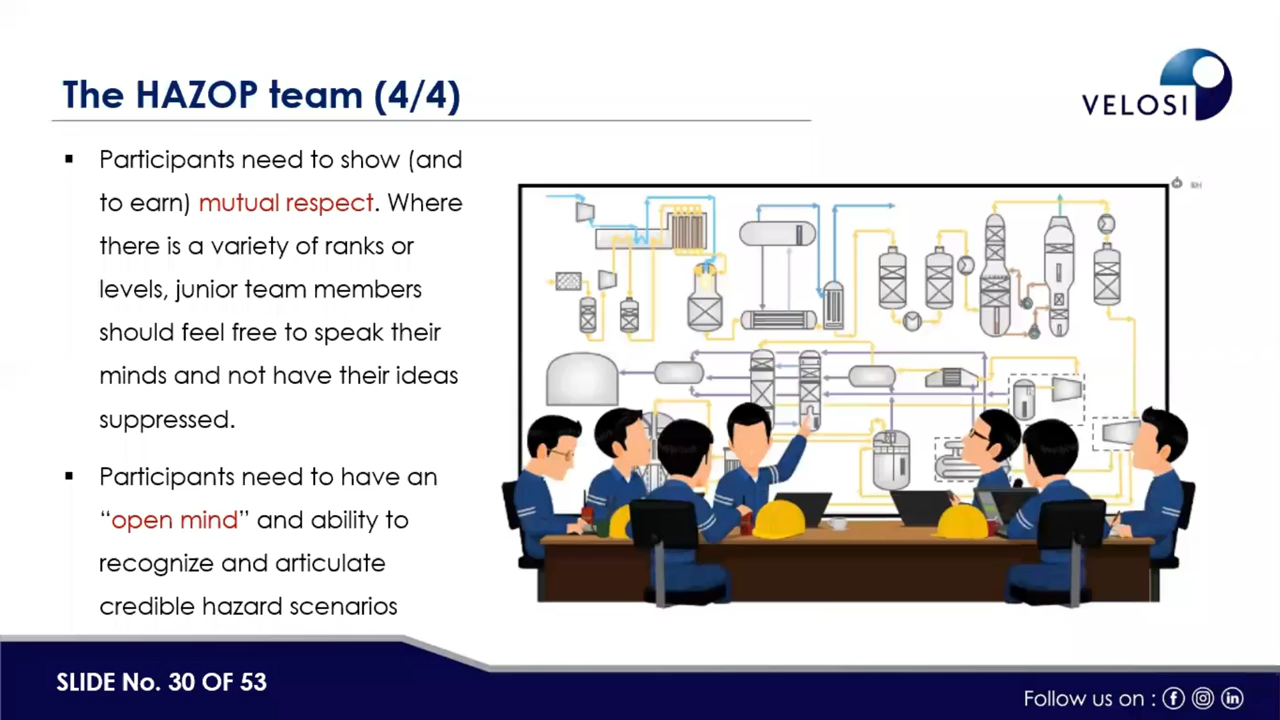 The HAZOP team (4/4)
VELOSI
▪ Participants need to show (and
to earn) mutual respect. Where
there is a variety of ranks or
levels, junior team members
should feel free to speak their
minds and not have their ideas
suppressed.
▪ Participants need to have an
“open mind” and ability to
recognize and articulate
credible hazard scenarios
SLIDE No. 30 OF 53
Follow us on :